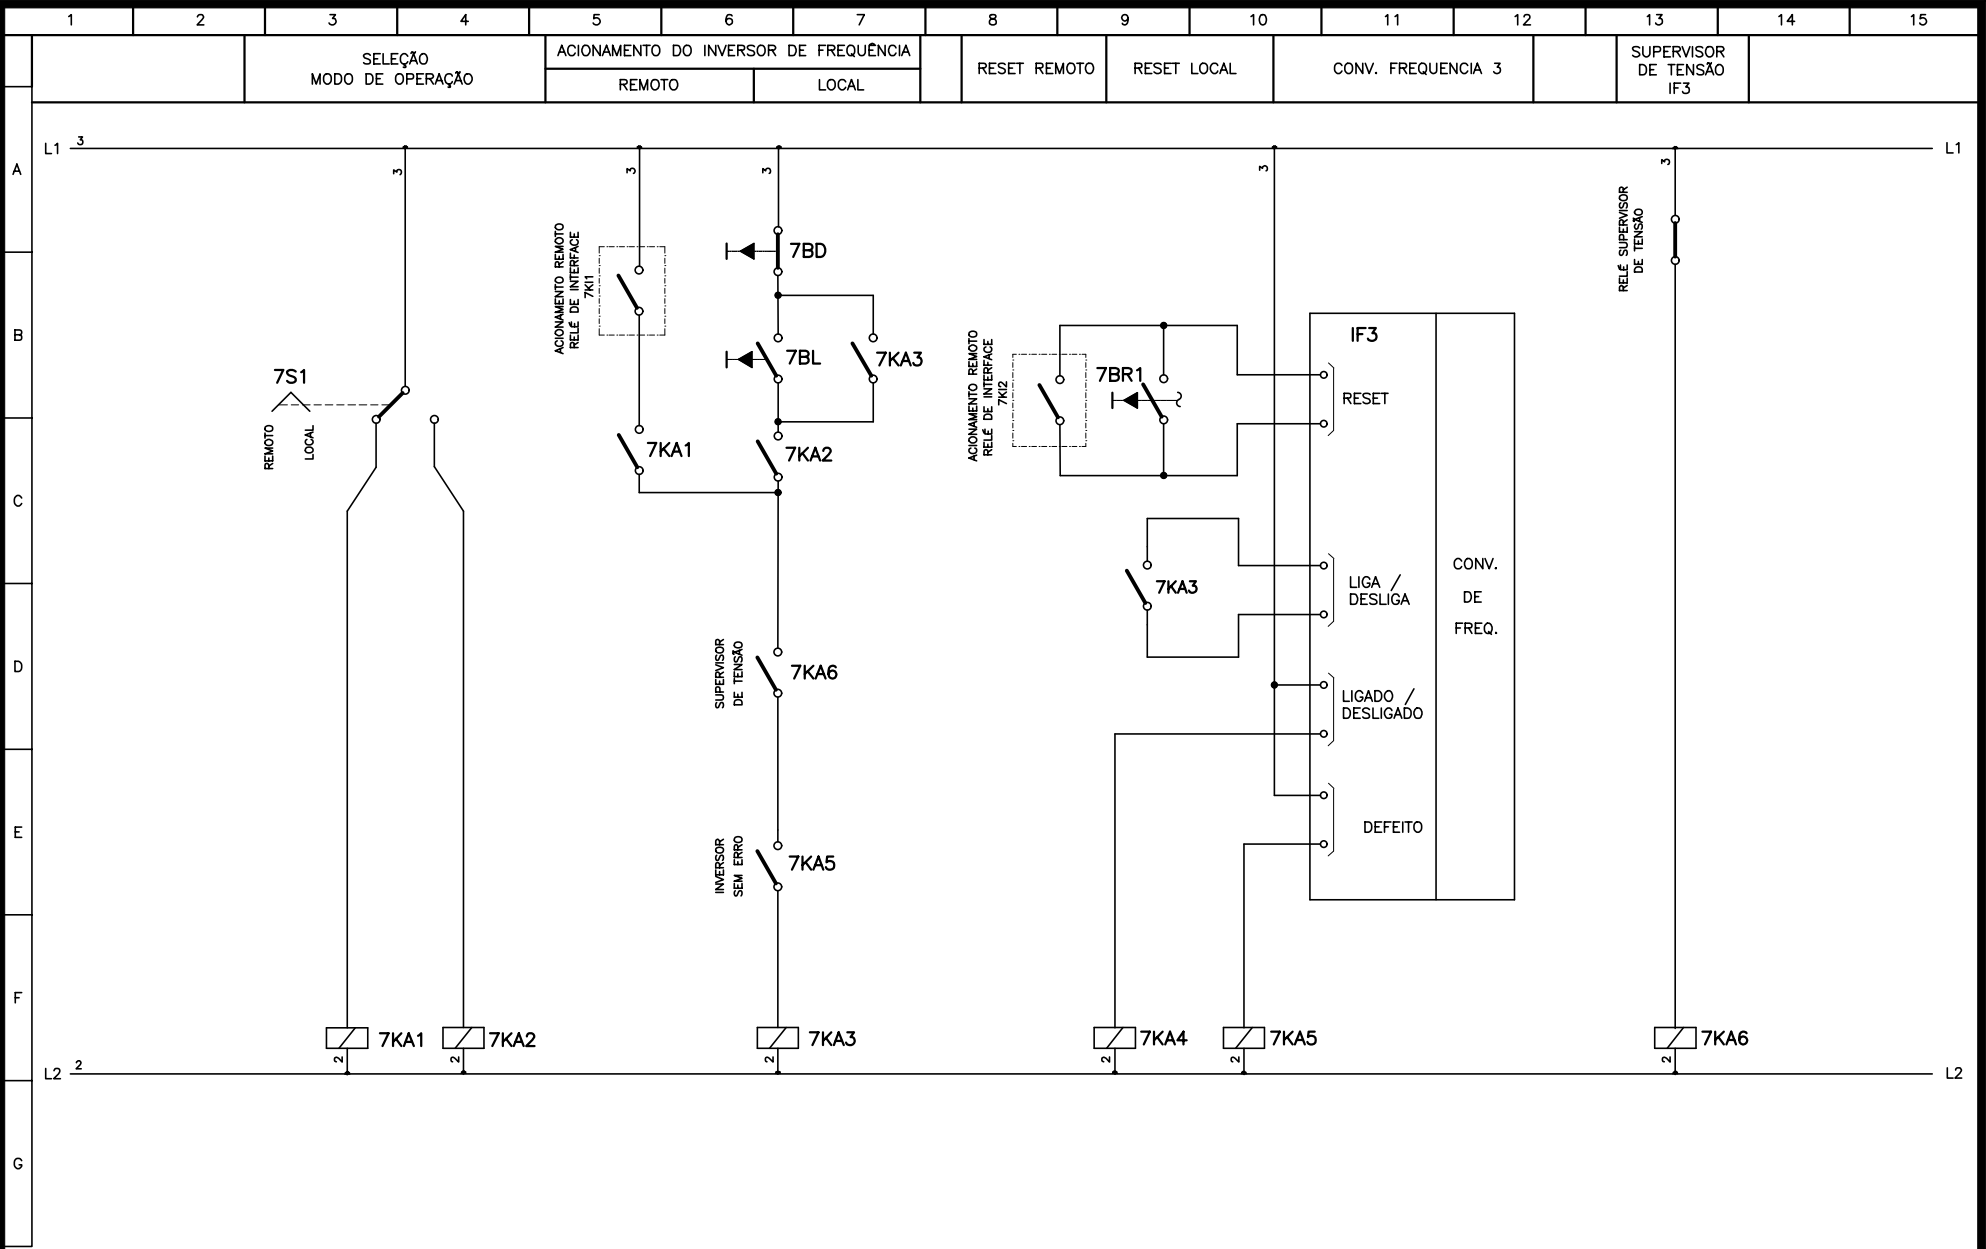 1 2 3 4 5 6 7 8 9 10 11 12 13 14 15
SELEÇÃO
MODO DE OPERAÇÃO
ACIONAMENTO DO INVERSOR DE FREQUÊNCIA
REMOTO
LOCAL
RESET REMOTO
RESET LOCAL
CONV. FREQUENCIA 3
SUPERVISOR
DE TENSÃO
IF3
A
B
C
D
E
F
G
L1 3
L1
3
3
3
3
3
7S1
REMOTO
LOCAL
ACIONAMENTO REMOTO
RELÉ DE INTERFACE
7KI1
7BD
7BL
7KA3
7KA1
7KA2
SUPERVISOR
DE TENSÃO
7KA6
INVERSOR
SEM ERRO
7KA5
ACIONAMENTO REMOTO
RELÉ DE INTERFACE
7KI2
7BR1
7KA3
IF3
RESET
LIGA /
DESLIGA
LIGADO /
DESLIGADO
DEFEITO
CONV.
DE
FREQ.
RELÉ SUPERVISOR
DE TENSÃO
7KA1
7KA2
7KA3
7KA4
7KA5
7KA6
2
2
2
2
2
2
L2 2
L2